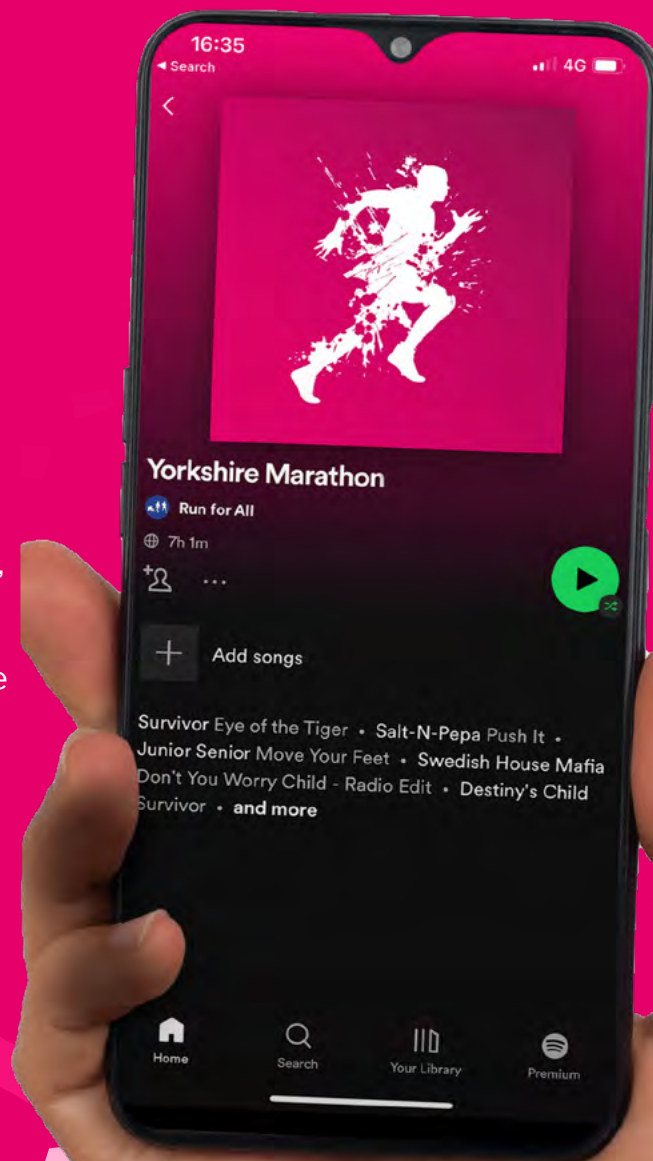 16:35
◄ Search
4G
Yorkshire Marathon
Run for All
7h 1m
Add songs
Survivor Eye of the Tiger • Salt-N-Pepa Push It •
Junior Senior Move Your Feet • Swedish House Mafia
Don't You Worry Child - Radio Edit • Destiny's Child
Survivor • and more
Home
Search
Your Library
Premium
,
e